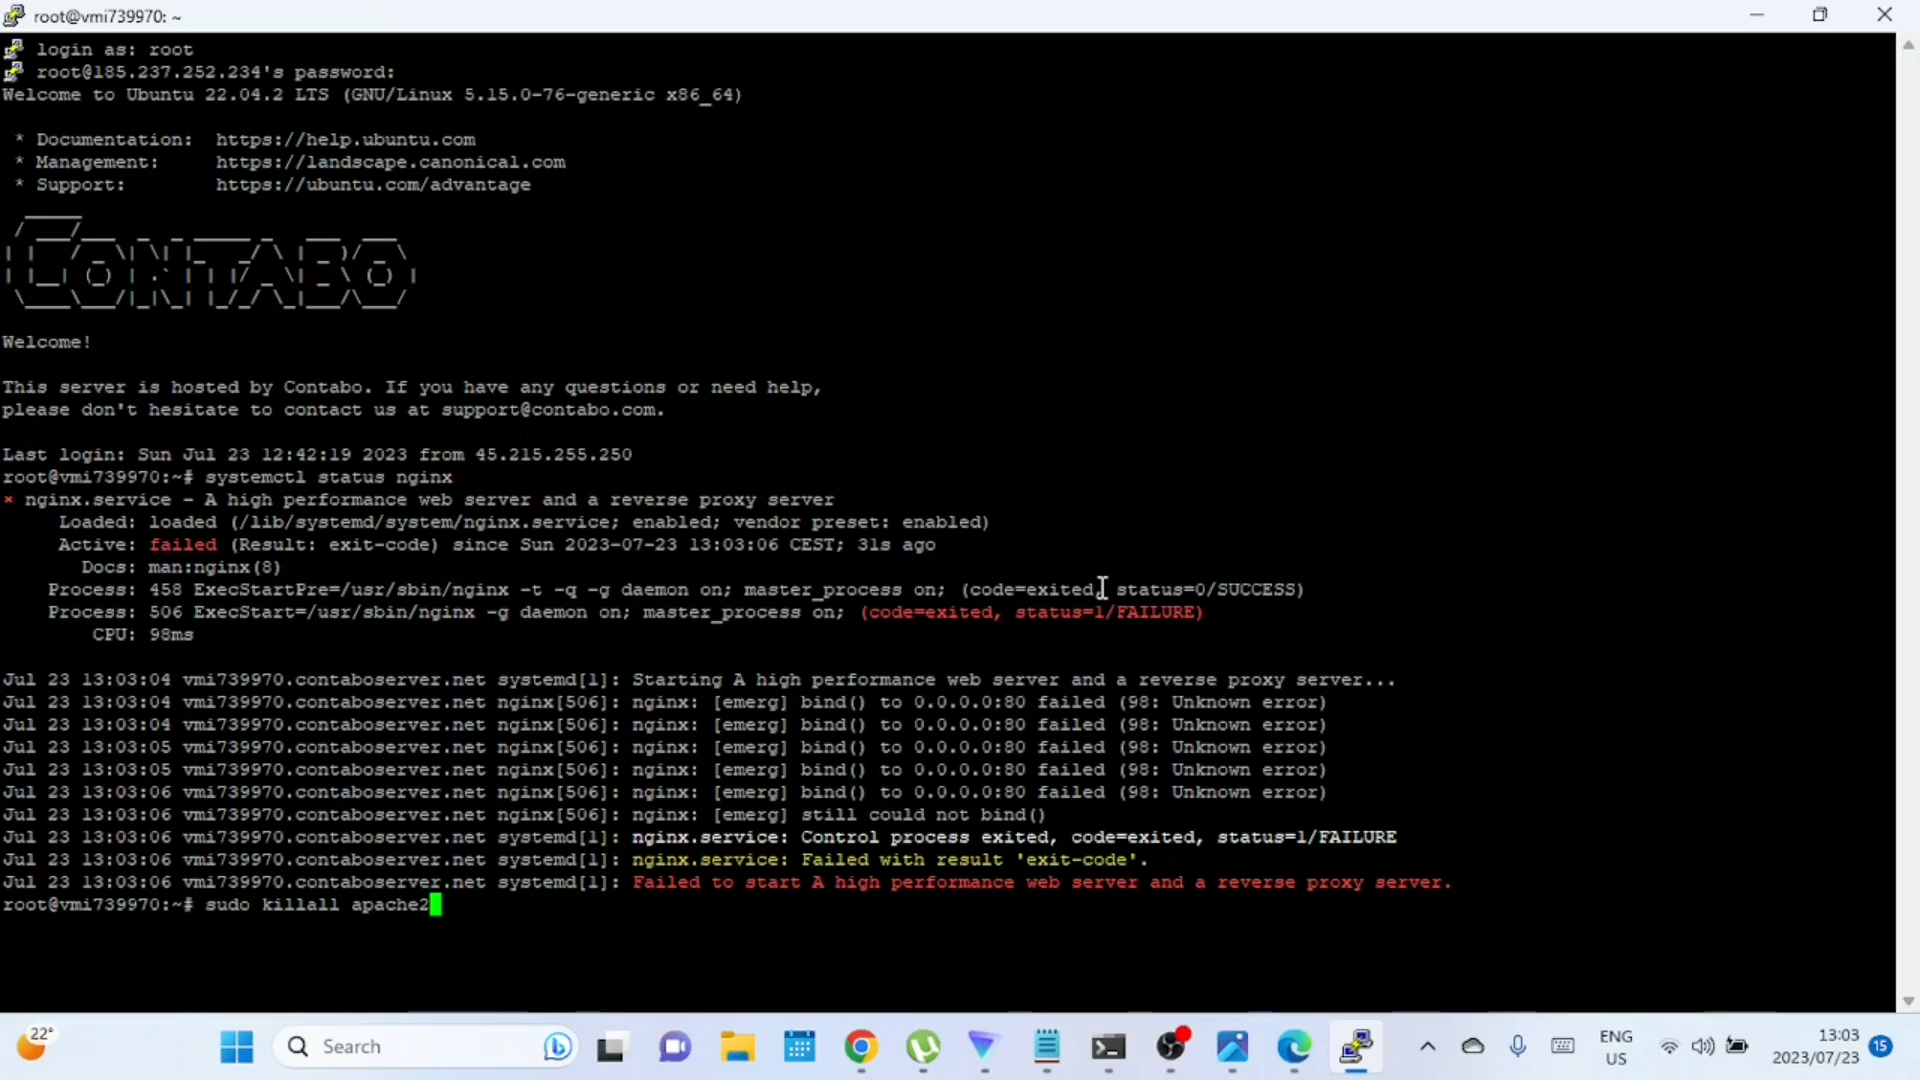 root@vmi739970: ~
login as: root
root@185.237.252.234's password:
Welcome to Ubuntu 22.04.2 LTS (GNU/Linux 5.15.0-76-generic x86_64)
* Documentation:  https://help.ubuntu.com
* Management:     https://landscape.canonical.com
* Support:        https://ubuntu.com/advantage
CONTABO
Welcome!
This server is hosted by Contabo. If you have any questions or need help,
please don't hesitate to contact us at support@contabo.com.
Last login: Sun Jul 23 12:42:19 2023 from 45.215.255.250
root@vmi739970:~# systemctl status nginx
× nginx.service - A high performance web server and a reverse proxy server
Loaded: loaded (/lib/systemd/system/nginx.service; enabled; vendor preset: enabled)
Active: failed (Result: exit-code) since Sun 2023-07-23 13:03:06 CEST; 31s ago
Docs: man:nginx(8)
Process: 458 ExecStartPre=/usr/sbin/nginx -t -q -g daemon on; master_process on; (code=exited, status=0/SUCCESS)
Process: 506 ExecStart=/usr/sbin/nginx -g daemon on; master_process on; (code=exited, status=1/FAILURE)
CPU: 98ms
Jul 23 13:03:04 vmi739970.contaboserver.net systemd[1]: Starting A high performance web server and a reverse proxy server...
Jul 23 13:03:04 vmi739970.contaboserver.net nginx[506]: nginx: [emerg] bind() to 0.0.0.0:80 failed (98: Unknown error)
Jul 23 13:03:04 vmi739970.contaboserver.net nginx[506]: nginx: [emerg] bind() to 0.0.0.0:80 failed (98: Unknown error)
Jul 23 13:03:05 vmi739970.contaboserver.net nginx[506]: nginx: [emerg] bind() to 0.0.0.0:80 failed (98: Unknown error)
Jul 23 13:03:05 vmi739970.contaboserver.net nginx[506]: nginx: [emerg] bind() to 0.0.0.0:80 failed (98: Unknown error)
Jul 23 13:03:06 vmi739970.contaboserver.net nginx[506]: nginx: [emerg] bind() to 0.0.0.0:80 failed (98: Unknown error)
Jul 23 13:03:06 vmi739970.contaboserver.net nginx[506]: nginx: [emerg] still could not bind()
Jul 23 13:03:06 vmi739970.contaboserver.net systemd[1]: nginx.service: Control process exited, code=exited, status=1/FAILURE
Jul 23 13:03:06 vmi739970.contaboserver.net systemd[1]: nginx.service: Failed with result 'exit-code'.
Jul 23 13:03:06 vmi739970.contaboserver.net systemd[1]: Failed to start A high performance web server and a reverse proxy server.
root@vmi739970:~# sudo killall apache2
22°
Search
ENG
US
13:03
2023/07/23
15